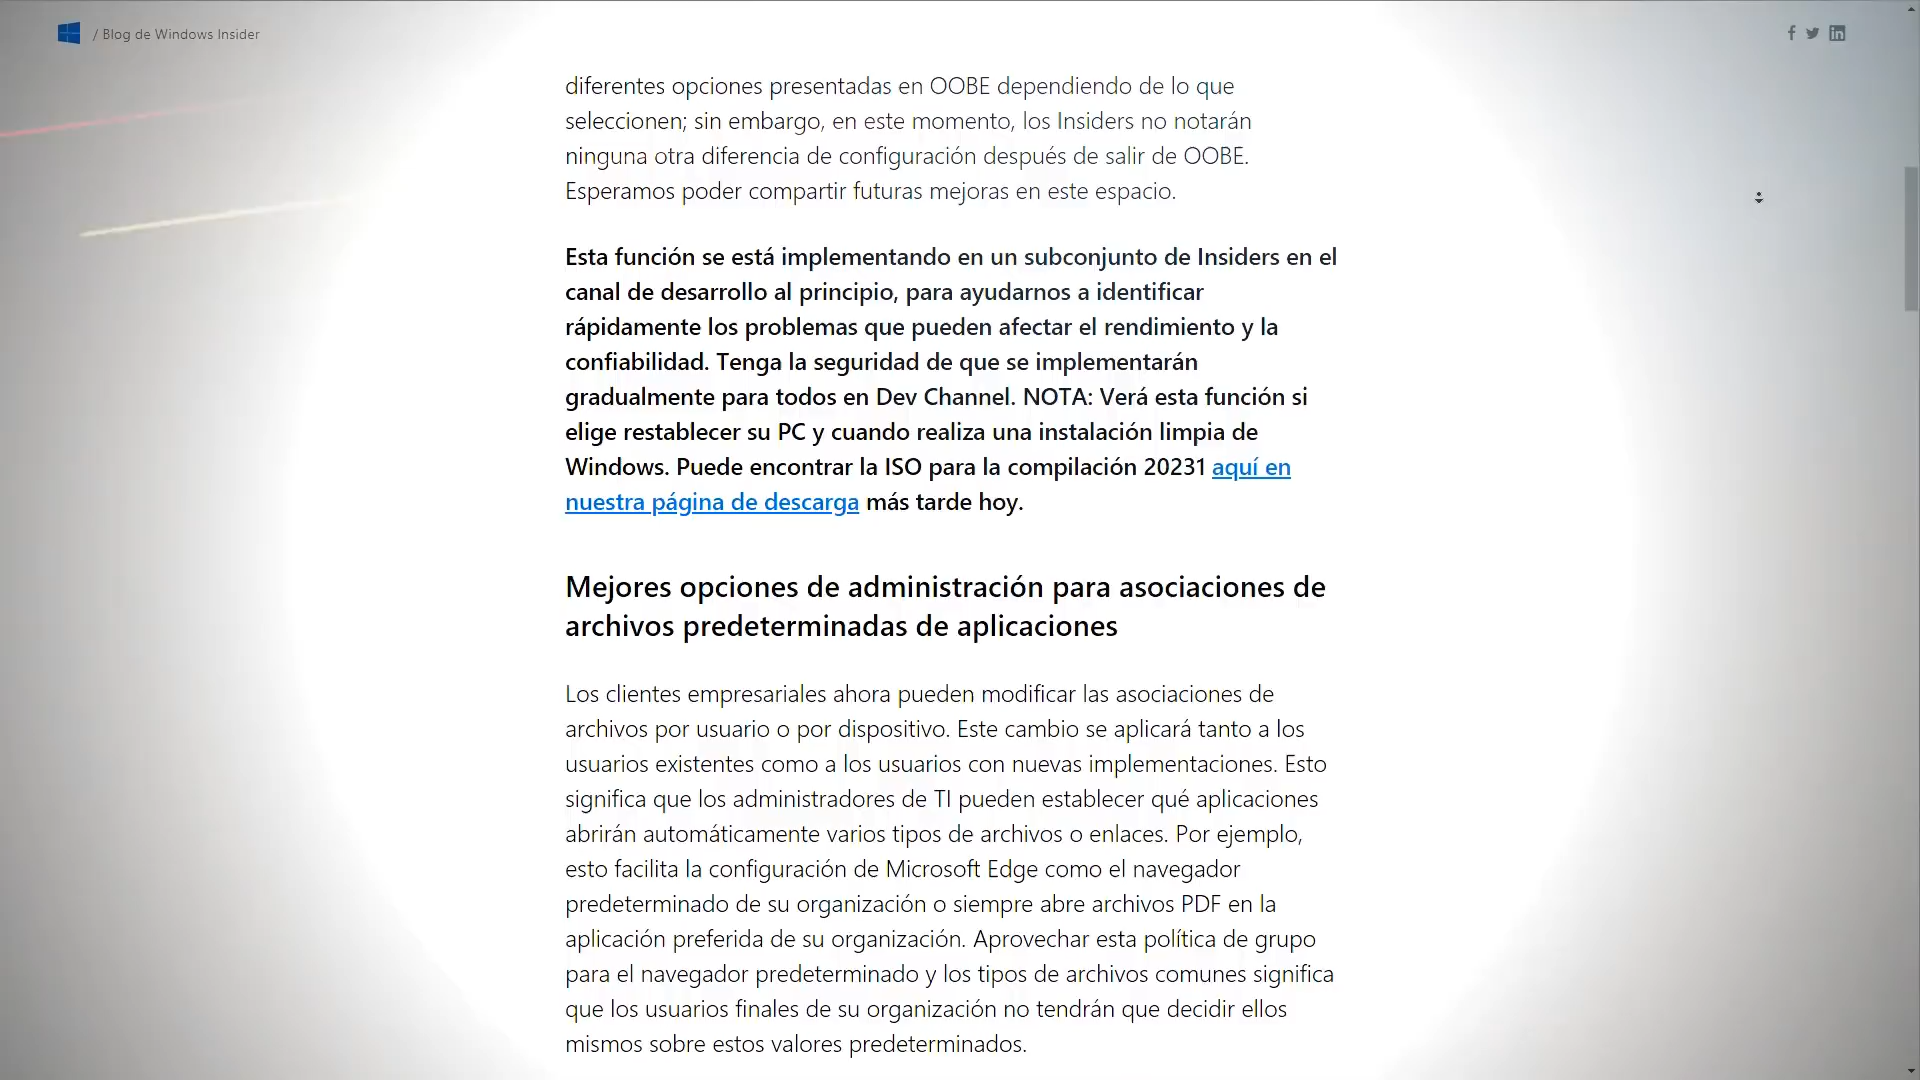 / Blog de Windows Insider
diferentes opciones presentadas en OOBE dependiendo de lo que
seleccionen; sin embargo, en este momento, los Insiders no notarán
ninguna otra diferencia de configuración después de salir de OOBE.
Esperamos poder compartir futuras mejoras en este espacio.
Esta función se está implementando en un subconjunto de Insiders en el
canal de desarrollo al principio, para ayudarnos a identificar
rápidamente los problemas que pueden afectar el rendimiento y la
confiabilidad. Tenga la seguridad de que se implementarán
gradualmente para todos en Dev Channel. NOTA: Verá esta función si
elige restablecer su PC y cuando realiza una instalación limpia de
Windows. Puede encontrar la ISO para la compilación 20231 aquí en
nuestra página de descarga más tarde hoy.
Mejores opciones de administración para asociaciones de
archivos predeterminadas de aplicaciones
Los clientes empresariales ahora pueden modificar las asociaciones de
archivos por usuario o por dispositivo. Este cambio se aplicará tanto a los
usuarios existentes como a los usuarios con nuevas implementaciones. Esto
significa que los administradores de TI pueden establecer qué aplicaciones
abrirán automáticamente varios tipos de archivos o enlaces. Por ejemplo,
esto facilita la configuración de Microsoft Edge como el navegador
predeterminado de su organización o siempre abre archivos PDF en la
aplicación preferida de su organización. Aprovechar esta política de grupo
para el navegador predeterminado y los tipos de archivos comunes significa
que los usuarios finales de su organización no tendrán que decidir ellos
mismos sobre estos valores predeterminados.